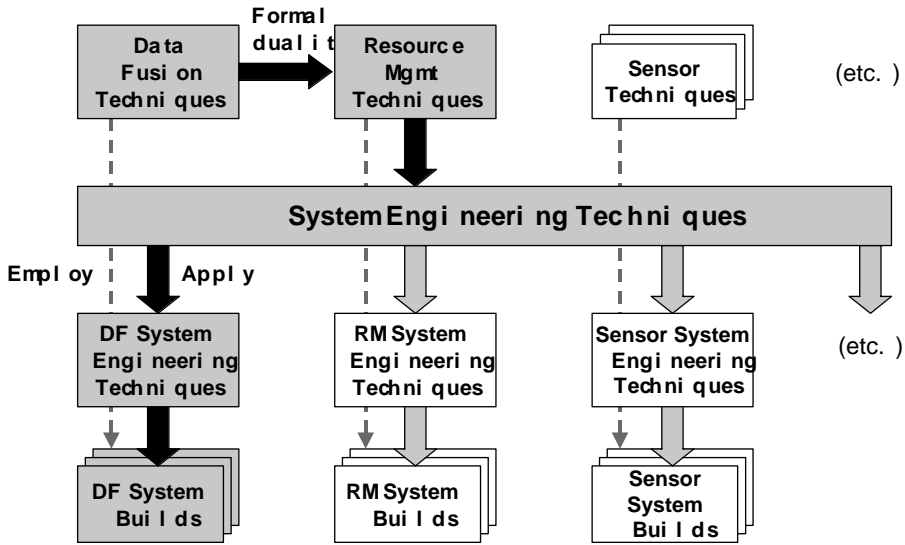 Formal
dualit
Data
Fusion
Techniques
Resource
Mgmt
Techniques
Sensor
Techniques
(etc. )
System Engineering Techniques
Employ
Apply
DF System
Engineering
Techniques
RM System
Engineering
Techniques
Sensor System
Engineering
Techniques
(etc. )
DF System
Builds
RM System
Builds
Sensor
System
Builds